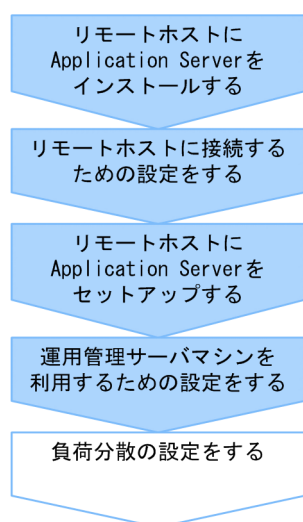 リモートホストに
Application Serverを
インストールする
リモートホストに接続する
ための設定をする
リモートホストに
Application Serverを
セットアップする
運用管理サーバマシンを
利用するための設定をする
負荷分散の設定をする